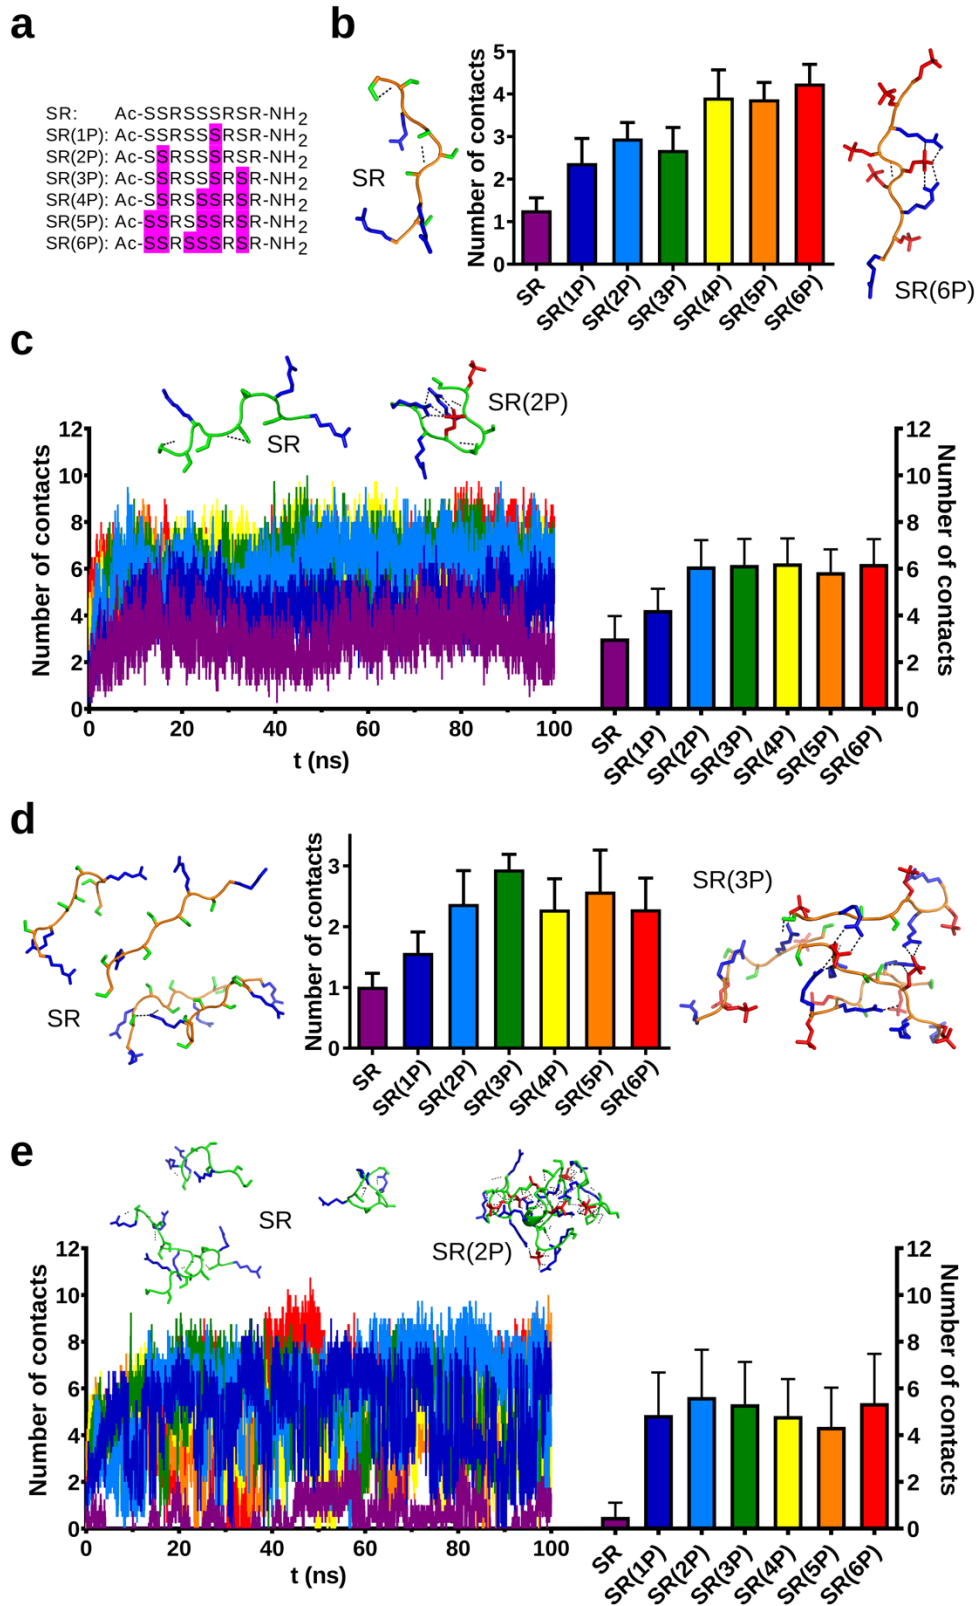 a
SR: Ac-SSRSSSRSR-NH2
SR(1P): Ac-SSRSSSRSR-NH2
SR(2P): Ac-SSRSSSRSR-NH2
SR(3P): Ac-SSRSSSRSR-NH2
SR(4P): Ac-SSRSSSRSR-NH2
SR(5P): Ac-SSRSSSRSR-NH2
SR(6P): Ac-SSRSSSRSR-NH2
b
SR
Number of contacts
5
4
3
2
1
0
SR
SR(1P)
SR(2P)
SR(3P)
SR(4P)
SR(5P)
SR(6P)
SR(6P)
c
SR
SR(2P)
Number of contacts
12
10
8
6
4
2
0
0
20
40
60
80
100
t (ns)
SR
SR(1P)
SR(2P)
SR(3P)
SR(4P)
SR(5P)
SR(6P)
12
10
8
6
4
2
0
Number of contacts
d
SR
Number of contacts
3
2
1
0
SR
SR(1P)
SR(2P)
SR(3P)
SR(4P)
SR(5P)
SR(6P)
SR(3P)
e
SR
SR(2P)
Number of contacts
12
10
8
6
4
2
0
0
20
40
60
80
100
t (ns)
SR
SR(1P)
SR(2P)
SR(3P)
SR(4P)
SR(5P)
SR(6P)
12
10
8
6
4
2
0
Number of contacts